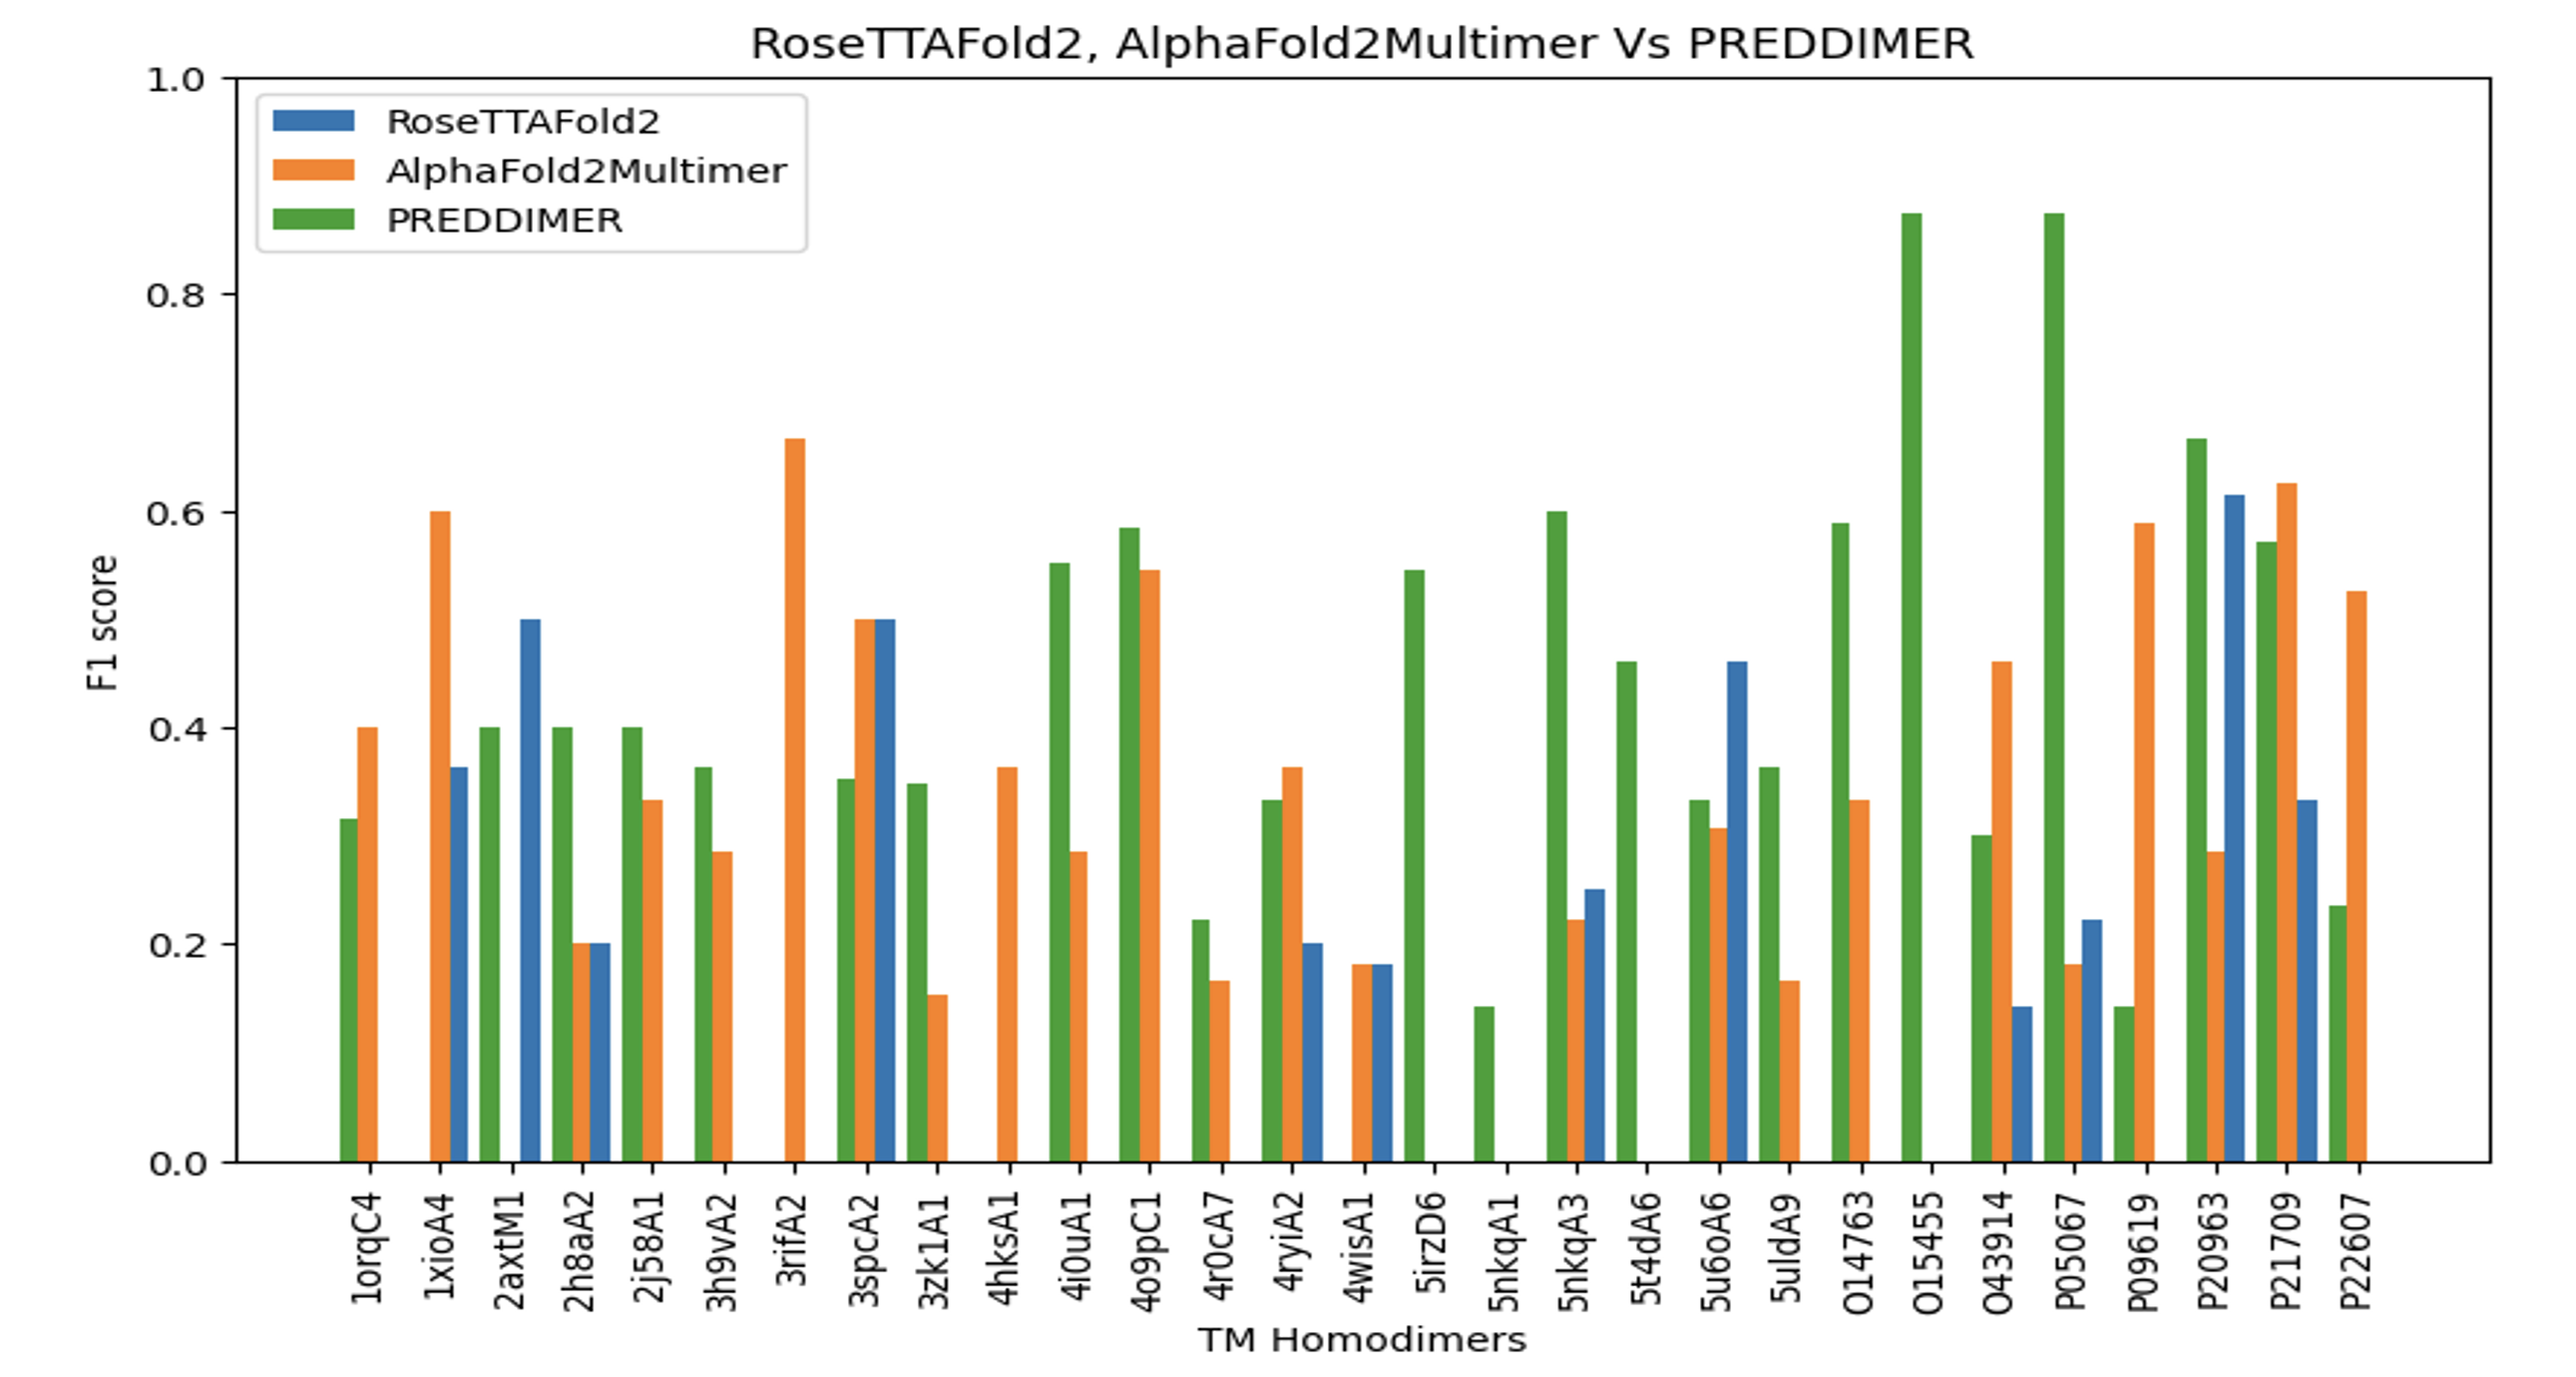 RoseTTAFold2, AlphaFold2Multimer Vs PREDDIMER
RoseTTAFold2
AlphaFold2Multimer
PREDDIMER
1.0
0.8
0.6
0.4
0.2
0.0
F1 score
1orqC4
1xioA4
2axtM1
2h8aA2
2j58A1
3h9vA2
3rifA2
3spcA2
3zk1A1
4hksA1
4i0uA1
4o9pC1
4r0cA7
4ryiA2
4wisA1
5irzD6
5nkqA1
5nkqA3
5t4dA6
5u6oA6
5uldA9
O14763
O15455
O43914
P05067
P09619
P20963
P21709
P22607
TM Homodimers